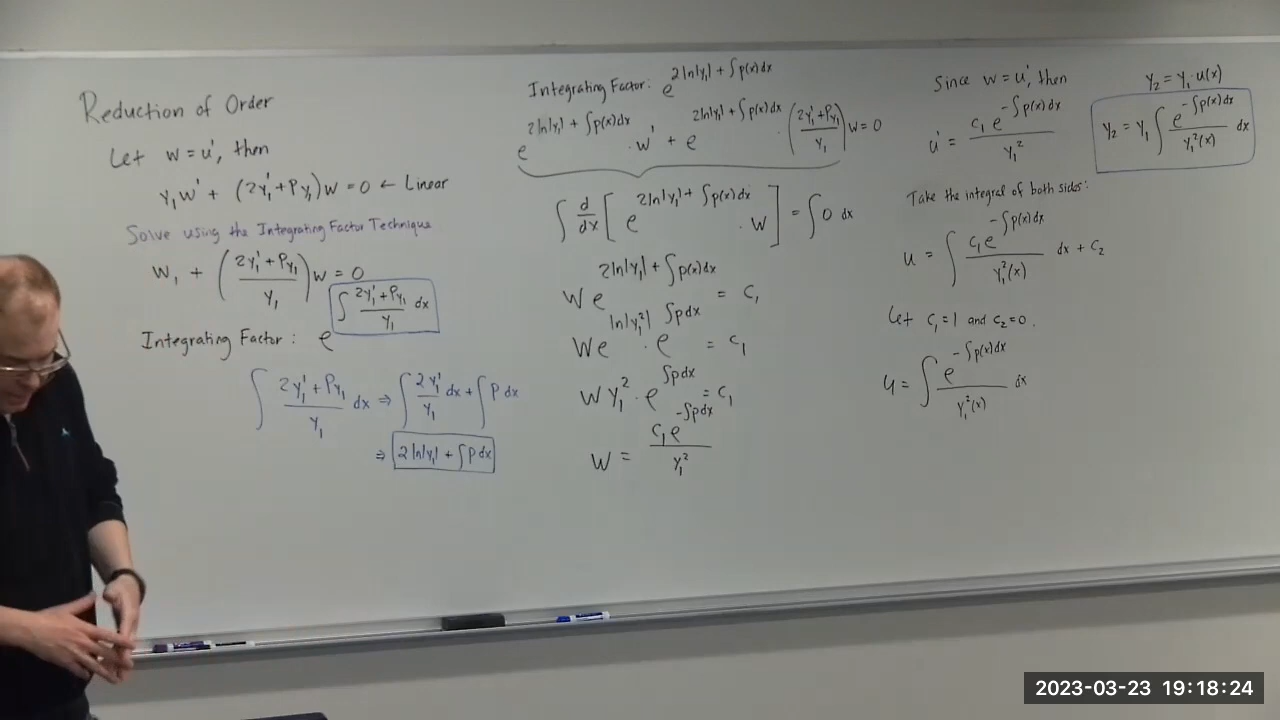 Reduction of Order
Let w = u', then
y₁w' + (2y₁' + Py₁)w = 0 ← Linear
Solve using the Integrating Factor Technique
w₁ + ((2y₁' + Py₁)/y₁)w = 0
Integrating Factor: e^(∫ (2y₁' + Py₁)/y₁ dx)
∫ (2y₁' + Py₁)/y₁ dx ⇒ ∫ 2y₁'/y₁ dx + ∫ P dx
⇒ 2ln|y₁| + ∫P dx
Integrating Factor: e^(2ln|y₁| + ∫p(x)dx)
e^(2ln|y₁| + ∫p(x)dx) · w' + e^(2ln|y₁| + ∫p(x)dx) · ((2y₁' + Py₁)/y₁)w = 0
∫ d/dx [e^(2ln|y₁| + ∫p(x)dx) · w] = ∫0 dx
we^(2ln|y₁| + ∫p(x)dx) = c₁
we^(ln|y₁²|) · e^(∫pdx) = c₁
wy₁² · e^(∫pdx) = c₁
w = c₁e^(-∫pdx)/y₁²
Since w = u', then
u' = c₁e^(-∫p(x)dx)/y₁²
Take the integral of both sides:
u = ∫ c₁e^(-∫p(x)dx)/y₁²(x) dx + c₂
Let c₁=1 and c₂=0.
u = ∫ e^(-∫p(x)dx)/y₁²(x) dx
y₂ = y₁·u(x)
y₂ = y₁ ∫ e^(-∫p(x)dx)/y₁²(x) dx
2023-03-23 19:18:24